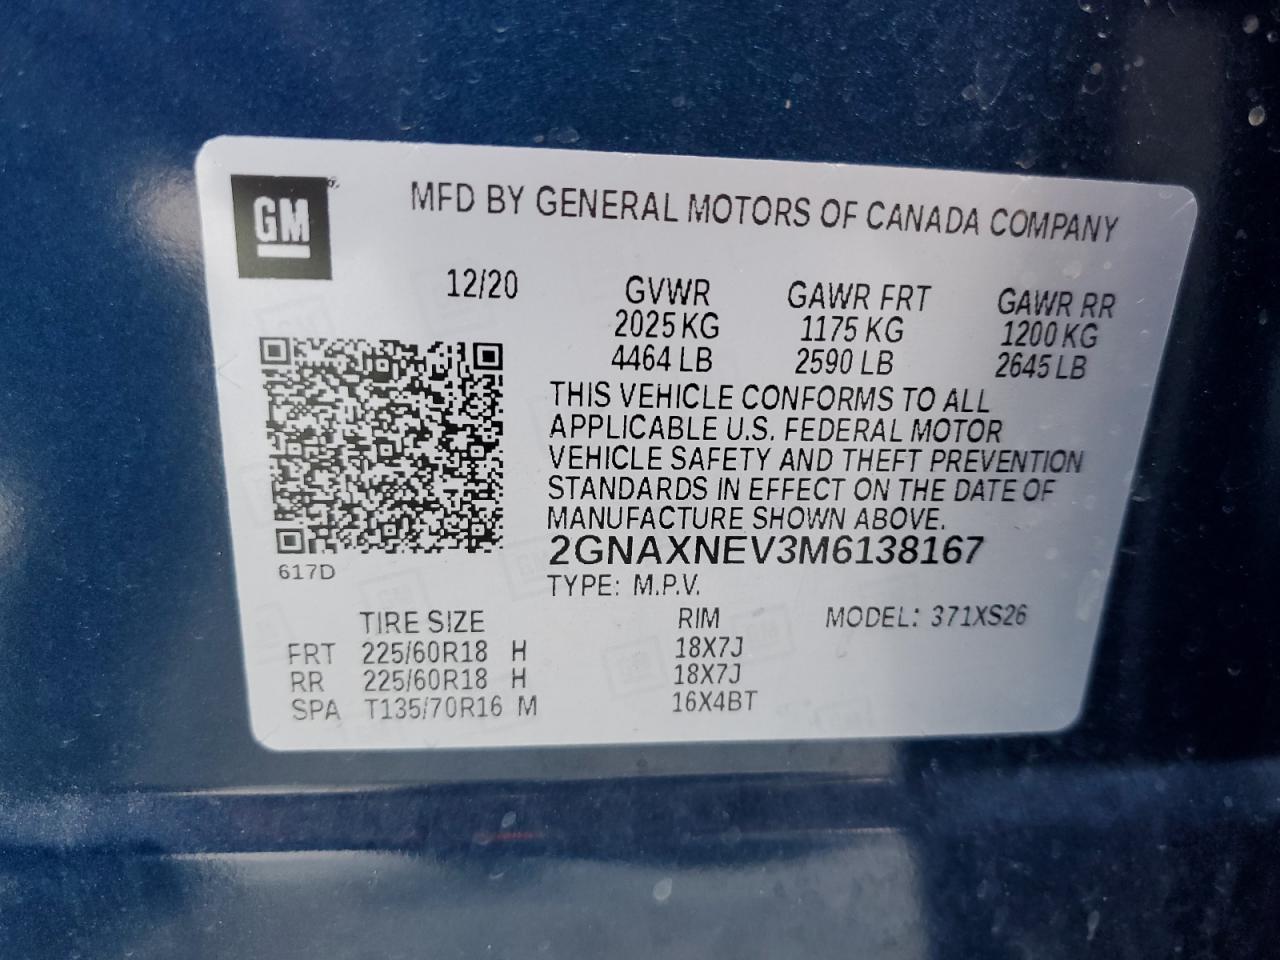 GM
MFD BY GENERAL MOTORS OF CANADA COMPANY
12/20 GVWR GAWR FRT GAWR RR
2025 KG 1175 KG 1200 KG
4464 LB 2590 LB 2645 LB
THIS VEHICLE CONFORMS TO ALL
APPLICABLE U.S. FEDERAL MOTOR
VEHICLE SAFETY AND THEFT PREVENTION
STANDARDS IN EFFECT ON THE DATE OF
MANUFACTURE SHOWN ABOVE.
2GNAXNEV3M6138167
617D
TYPE: M.P.V.
TIRE SIZE RIM MODEL: 371XS26
FRT 225/60R18 H 18X7J
RR 225/60R18 H 18X7J
SPA T135/70R16 M 16X4BT